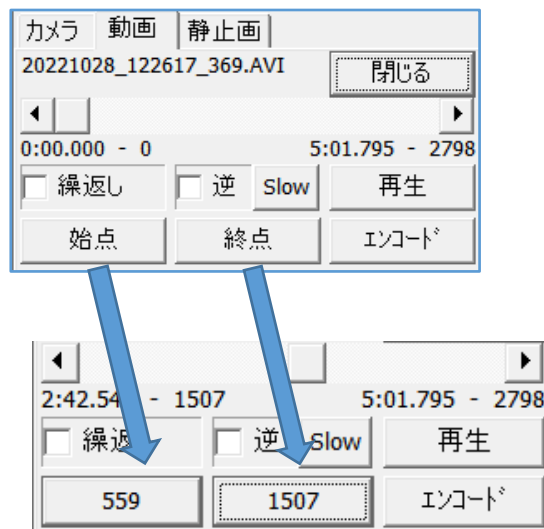 カメラ 動画 静止画
20221028_122617_369.AVI 閉じる
0:00.000 - 0 5:01.795 - 2798
繰返し 逆 Slow 再生
始点 終点 ｴﾝｺｰﾄﾞ
2:42.54 - 1507 5:01.795 - 2798
繰返 逆 Slow 再生
559 1507 ｴﾝｺｰﾄﾞ